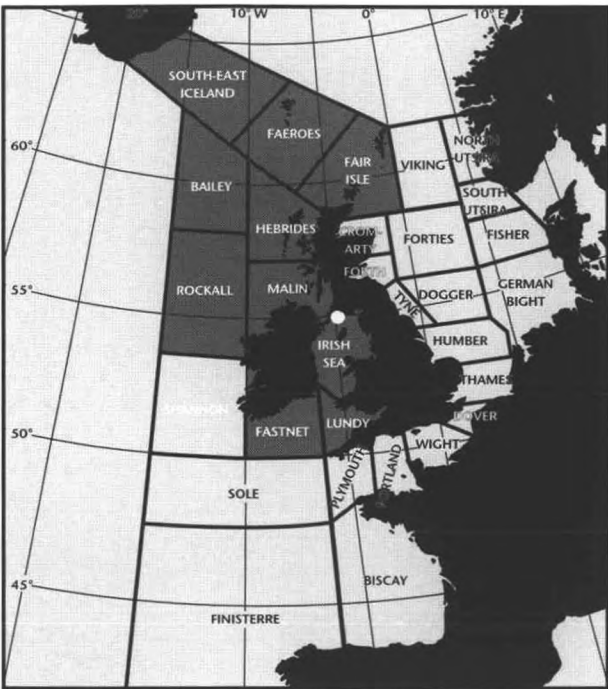 20°
10° W
0°
10° E
SOUTH-EAST
ICELAND
FAEROES
60°
NORTH
UTSIRA
FAIR
ISLE
VIKING
BAILEY
SOUTH
UTSIRA
HEBRIDES
CROM-
ARTY
FORTIES
FISHER
FORTH
55°
ROCKALL
MALIN
TYNE
DOGGER
GERMAN
BIGHT
IRISH
SEA
HUMBER
THAMES
SHANNON
DOVER
50°
FASTNET
LUNDY
WIGHT
PLYMOUTH
PORTLAND
SOLE
45°
BISCAY
FINISTERRE